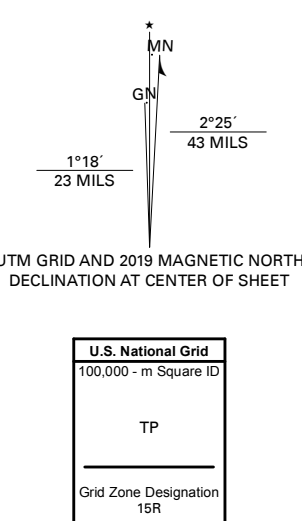 ★
MN
GN
2°25´
43 MILS
1°18´
23 MILS
UTM GRID AND 2019 MAGNETIC NORTH
DECLINATION AT CENTER OF SHEET
U.S. National Grid
100,000 - m Square ID
TP
Grid Zone Designation
15R